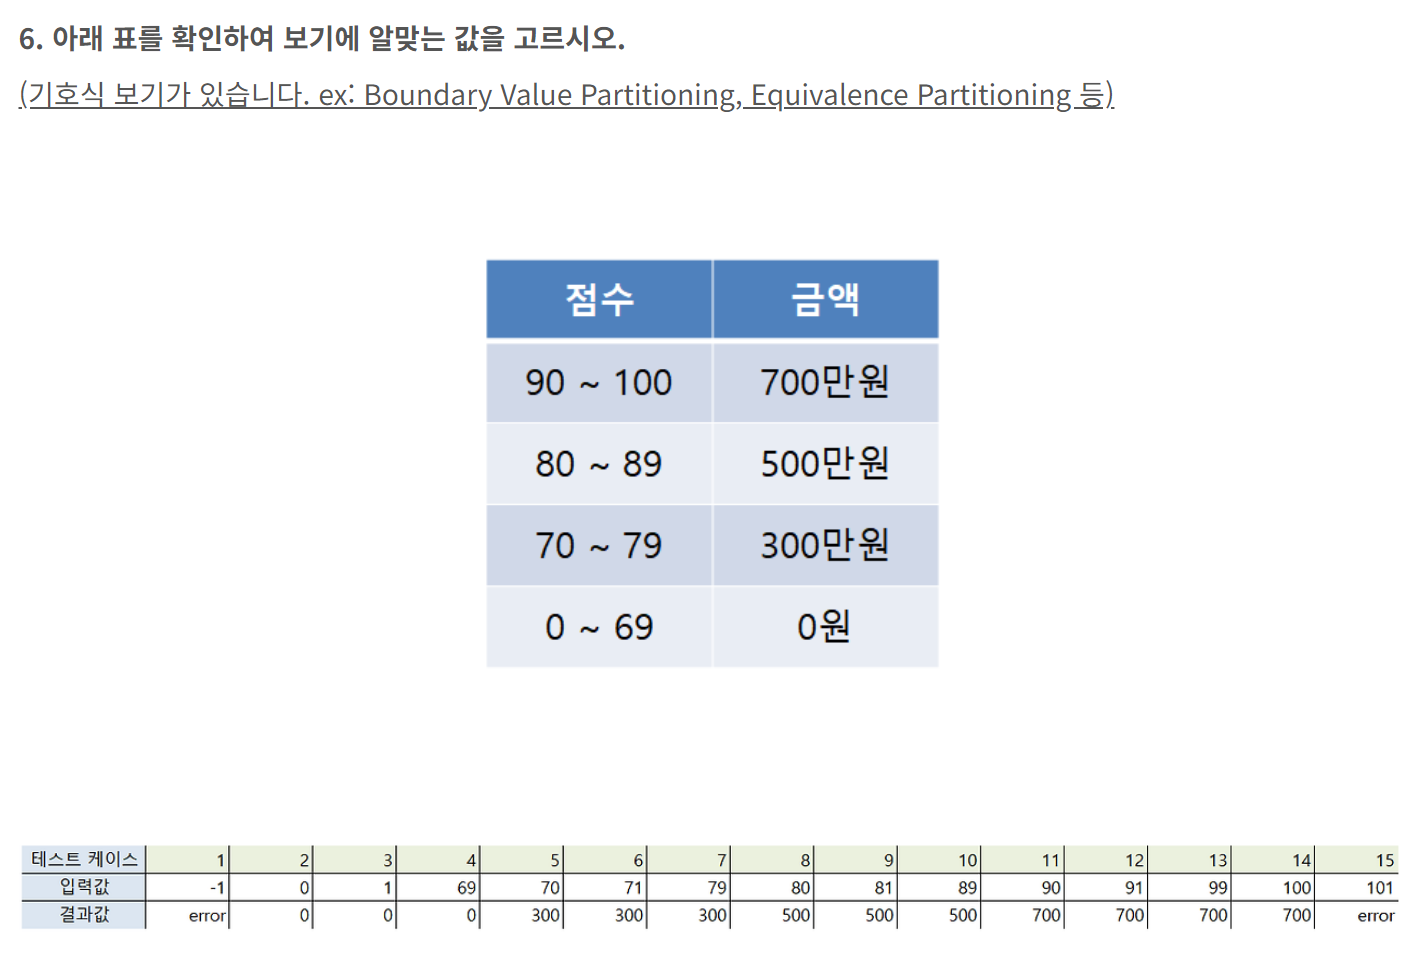 6. 아래 표를 확인하여 보기에 알맞는 값을 고르시오.
(기호식 보기가 있습니다. ex: Boundary Value Partitioning, Equivalence Partitioning 등)
점수 금액
90 ~ 100 700만원
80 ~ 89 500만원
70 ~ 79 300만원
0 ~ 69 0원
테스트 케이스 1 2 3 4 5 6 7 8 9 10 11 12 13 14 15
입력값 -1 0 1 69 70 71 79 80 81 89 90 91 99 100 101
결과값 error 0 0 0 300 300 300 500 500 500 700 700 700 700 error